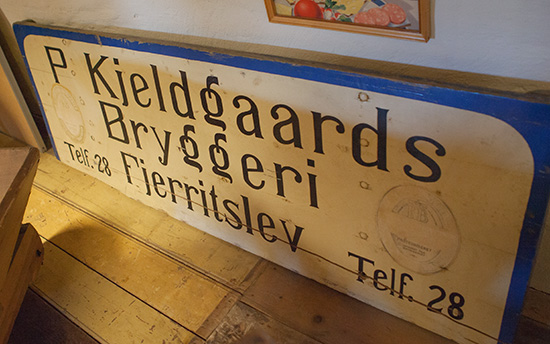 P. Kjeldgaards
Bryggeri
Fjerritslev
Telf. 28
Telf. 28